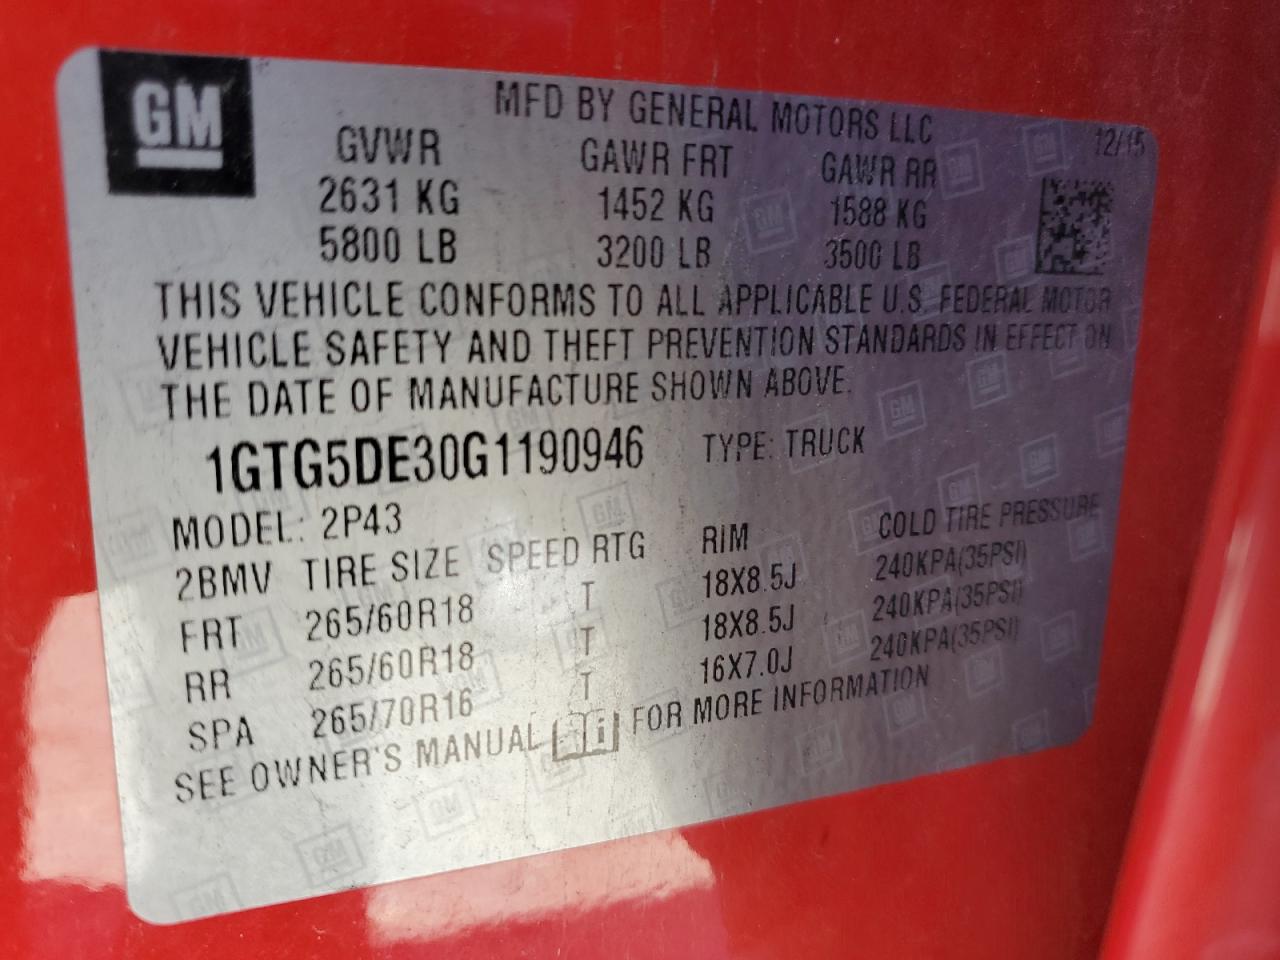 GM
MFD BY GENERAL MOTORS LLC
12/15
GVWR GAWR FRT GAWR RR
2631 KG 1452 KG 1588 KG
5800 LB 3200 LB 3500 LB
THIS VEHICLE CONFORMS TO ALL APPLICABLE U.S. FEDERAL MOTOR
VEHICLE SAFETY AND THEFT PREVENTION STANDARDS IN EFFECT ON
THE DATE OF MANUFACTURE SHOWN ABOVE.
1GTG5DE30G1190946 TYPE: TRUCK
MODEL: 2P43
2BMV TIRE SIZE SPEED RTG RIM COLD TIRE PRESSURE
FRT 265/60R18 T 18X8.5J 240KPA(35PSI)
RR 265/60R18 T 18X8.5J 240KPA(35PSI)
SPA 265/70R16 T 16X7.0J 240KPA(35PSI)
SEE OWNER'S MANUAL FOR MORE INFORMATION